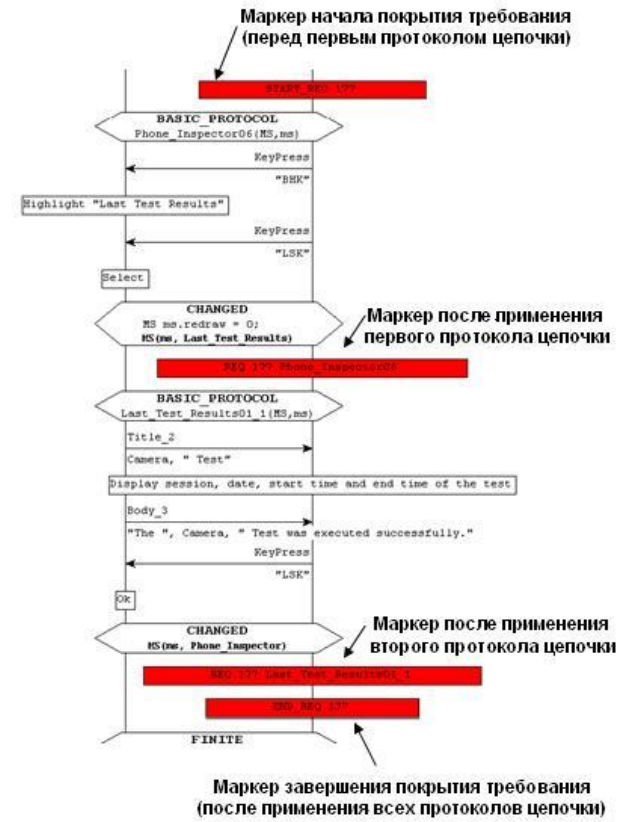 Маркер начала покрытия требования
(перед первым протоколом цепочки)
START_REQ 177
BASIC_PROTOCOL
Phone_Inspector06(MS,ms)
KeyPress
"BHK"
Highlight "Last Test Results"
KeyPress
"LSK"
Select
CHANGED
MS ms.redraw = 0;
MS(ms, Last_Test_Results)
Маркер после применения
первого протокола цепочки
REQ 177 Phone_Inspector06
BASIC_PROTOCOL
Last_Test_Results01_1(MS,ms)
Title_2
Camera, " Test"
Display session, date, start time and end time of the test
Body_3
"The ", Camera, " Test was executed successfully."
KeyPress
"LSK"
Ok
CHANGED
MS(ms, Phone_Inspector)
Маркер после применения
второго протокола цепочки
REQ 177 Last_Test_Results01_1
END_REQ 177
FINITE
Маркер завершения покрытия требования
(после применения всех протоколов цепочки)